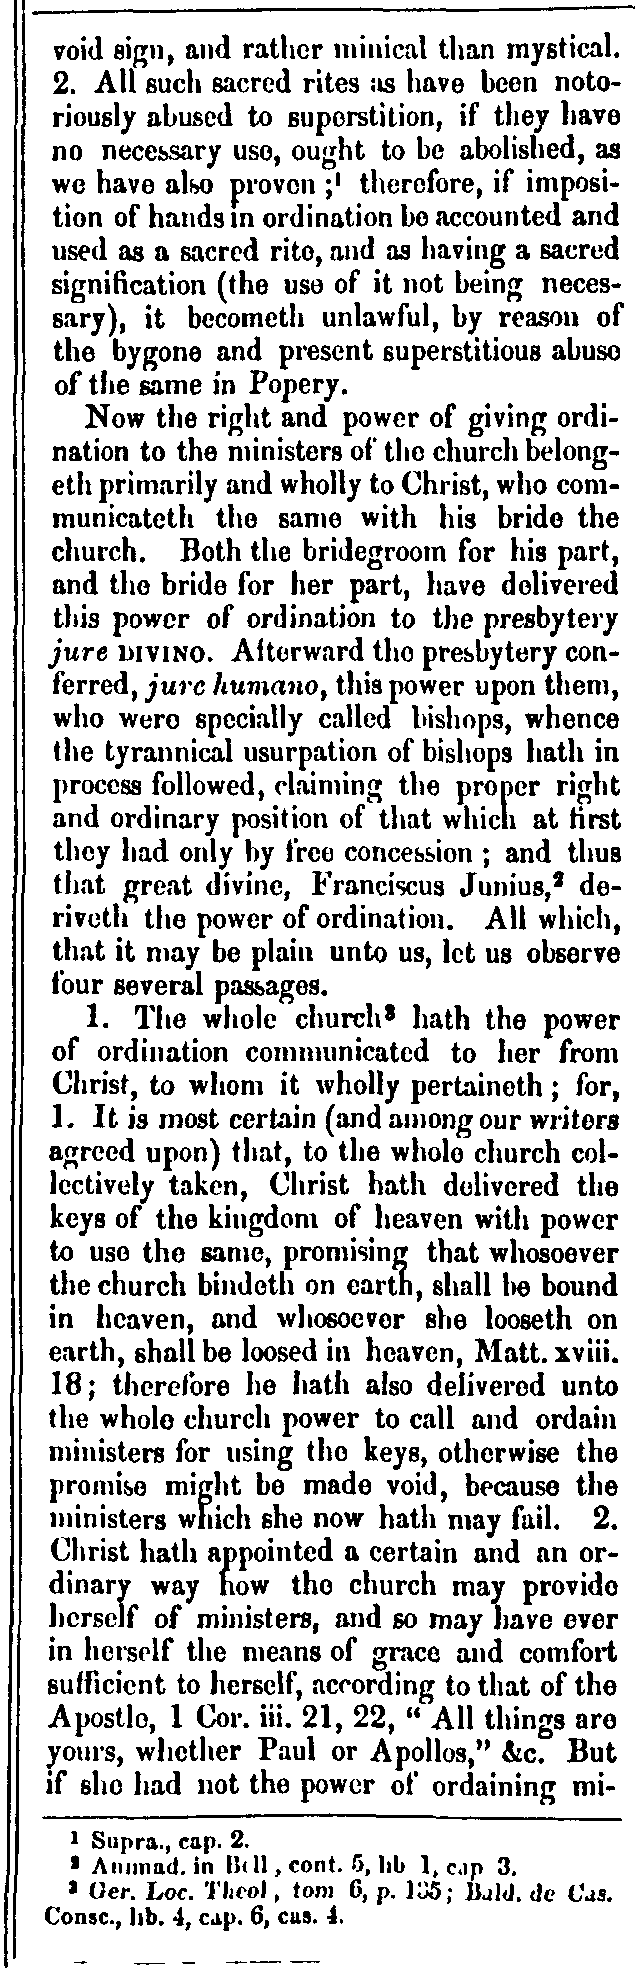 void sign, and rather minical than mystical.
2. All such sacred rites as have been noto-
riously abused to superstition, if they have
no necessary use, ought to be abolished, as
we have also proven ;¹ therefore, if imposi-
tion of hands in ordination be accounted and
used as a sacred rite, and as having a sacred
signification (the use of it not being neces-
sary), it becometh unlawful, by reason of
the bygone and present superstitious abuse
of the same in Popery.
Now the right and power of giving ordi-
nation to the ministers of the church belong-
eth primarily and wholly to Christ, who com-
municateth the same with his bride the
church. Both the bridegroom for his part,
and the bride for her part, have delivered
this power of ordination to the presbytery
jure DIVINO. Afterward the presbytery con-
ferred, jure humano, this power upon them,
who were specially called bishops, whence
the tyrannical usurpation of bishops hath in
process followed, claiming the proper right
and ordinary position of that which at first
they had only by free concession ; and thus
that great divine, Franciscus Junius,² de-
riveth the power of ordination. All which,
that it may be plain unto us, let us observe
four several passages.
1. The whole church³ hath the power
of ordination communicated to her from
Christ, to whom it wholly pertaineth ; for,
1. It is most certain (and among our writers
agreed upon) that, to the whole church col-
lectively taken, Christ hath delivered the
keys of the kingdom of heaven with power
to use the same, promising that whosoever
the church bindeth on earth, shall be bound
in heaven, and whosoever she looseth on
earth, shall be loosed in heaven, Matt. xviii.
18; therefore he hath also delivered unto
the whole church power to call and ordain
ministers for using the keys, otherwise the
promise might be made void, because the
ministers which she now hath may fail. 2.
Christ hath appointed a certain and an or-
dinary way how the church may provide
herself of ministers, and so may have ever
in herself the means of grace and comfort
sufficient to herself, according to that of the
Apostle, 1 Cor. iii. 21, 22, “ All things are
yours, whether Paul or Apollos,” &c. But
if she had not the power of ordaining mi-
¹ Supra., cap. 2.
² Animad. in Bell, cont. 5, lib 1, cap 3.
³ Ger. Loc. Theol, tom 6, p. 135; Bald. de Cas.
Consc., lib. 4, cap. 6, cas. 4.